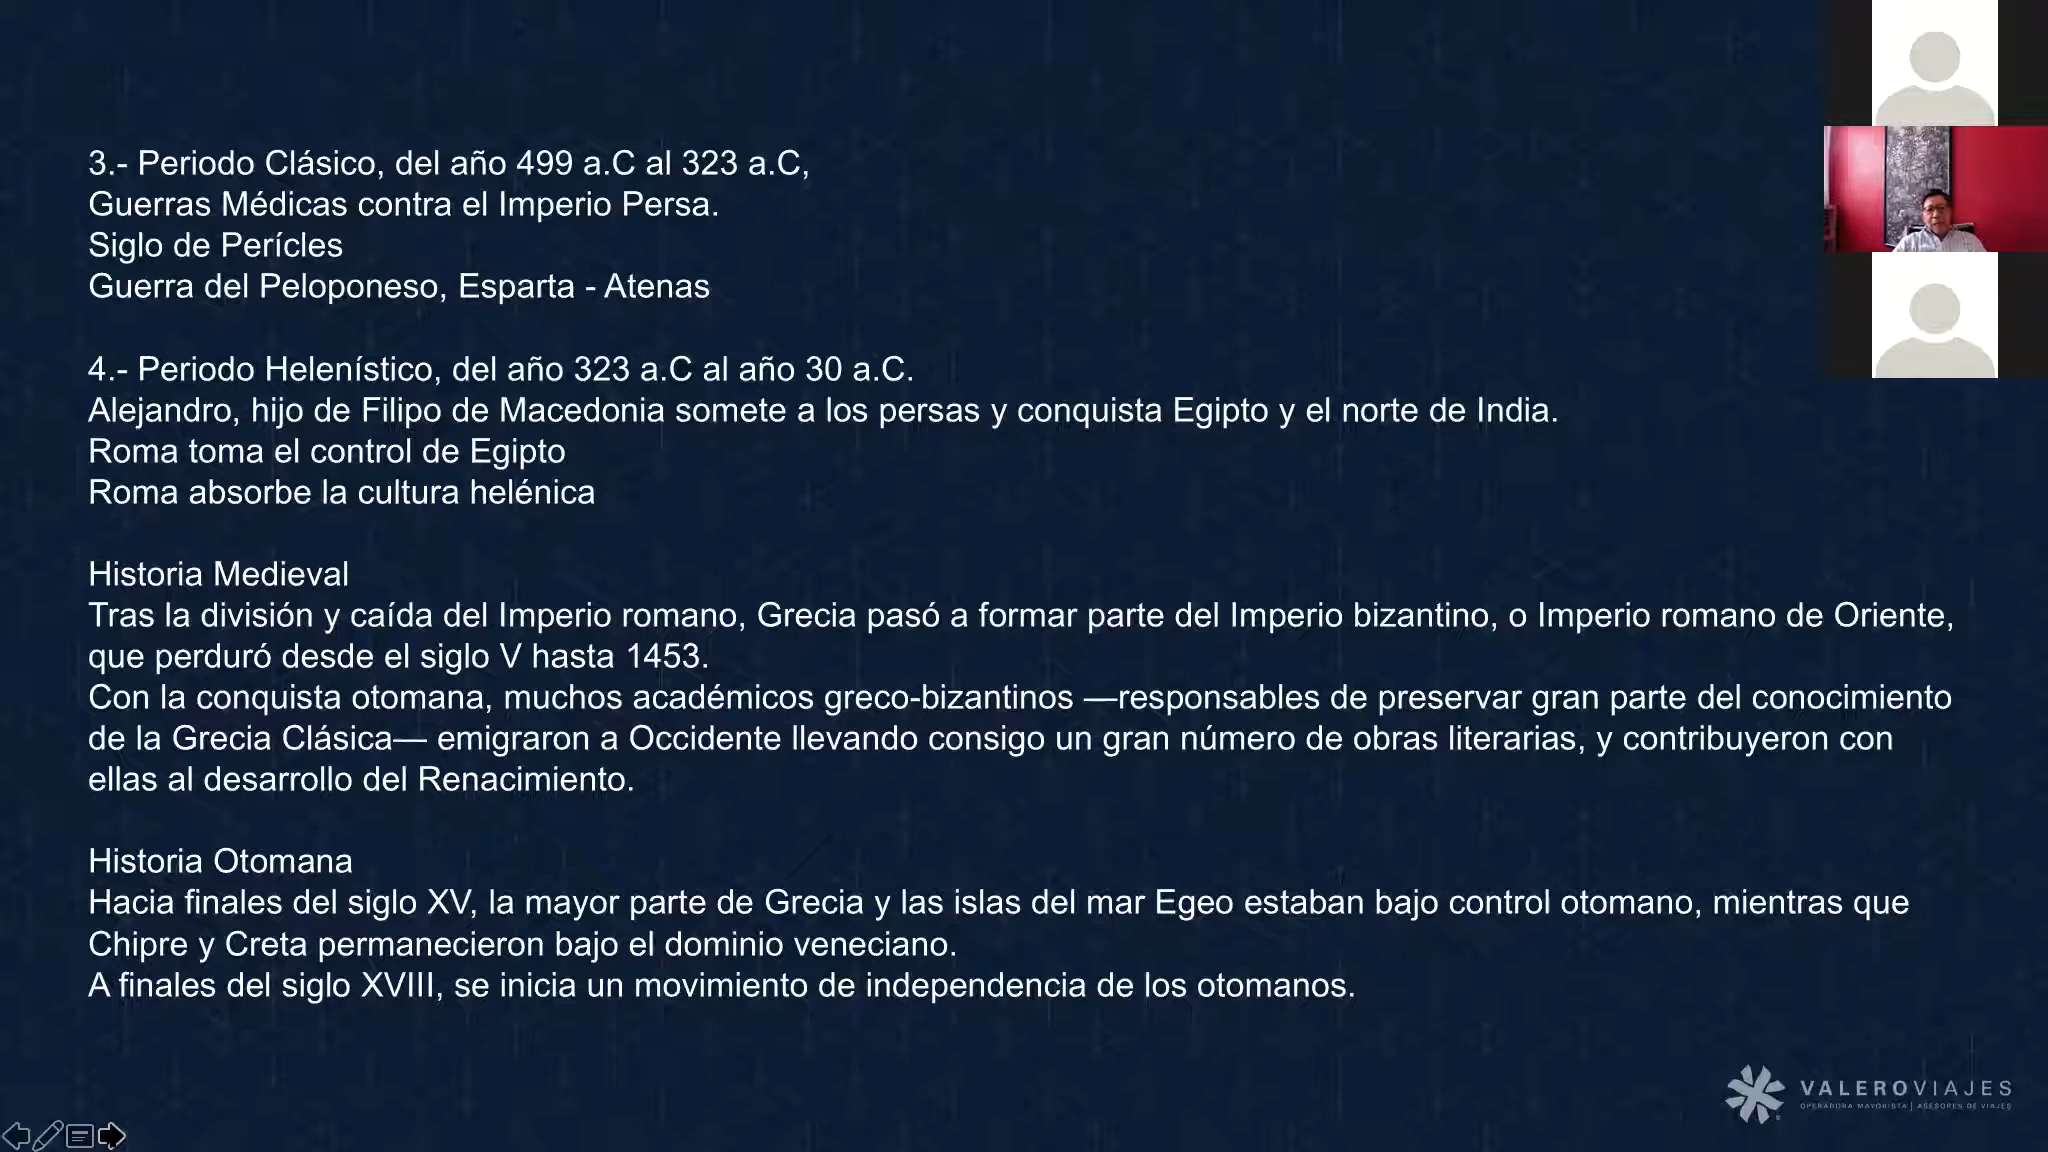 3.- Periodo Clásico, del año 499 a.C al 323 a.C,
Guerras Médicas contra el Imperio Persa.
Siglo de Perícles
Guerra del Peloponeso, Esparta - Atenas
4.- Periodo Helenístico, del año 323 a.C al año 30 a.C.
Alejandro, hijo de Filipo de Macedonia somete a los persas y conquista Egipto y el norte de India.
Roma toma el control de Egipto
Roma absorbe la cultura helénica
Historia Medieval
Tras la división y caída del Imperio romano, Grecia pasó a formar parte del Imperio bizantino, o Imperio romano de Oriente,
que perduró desde el siglo V hasta 1453.
Con la conquista otomana, muchos académicos greco-bizantinos —responsables de preservar gran parte del conocimiento
de la Grecia Clásica— emigraron a Occidente llevando consigo un gran número de obras literarias, y contribuyeron con
ellas al desarrollo del Renacimiento.
Historia Otomana
Hacia finales del siglo XV, la mayor parte de Grecia y las islas del mar Egeo estaban bajo control otomano, mientras que
Chipre y Creta permanecieron bajo el dominio veneciano.
A finales del siglo XVIII, se inicia un movimiento de independencia de los otomanos.
VALEROVIAJES
OPERADORA MAYORISTA | ASESORES DE VIAJES